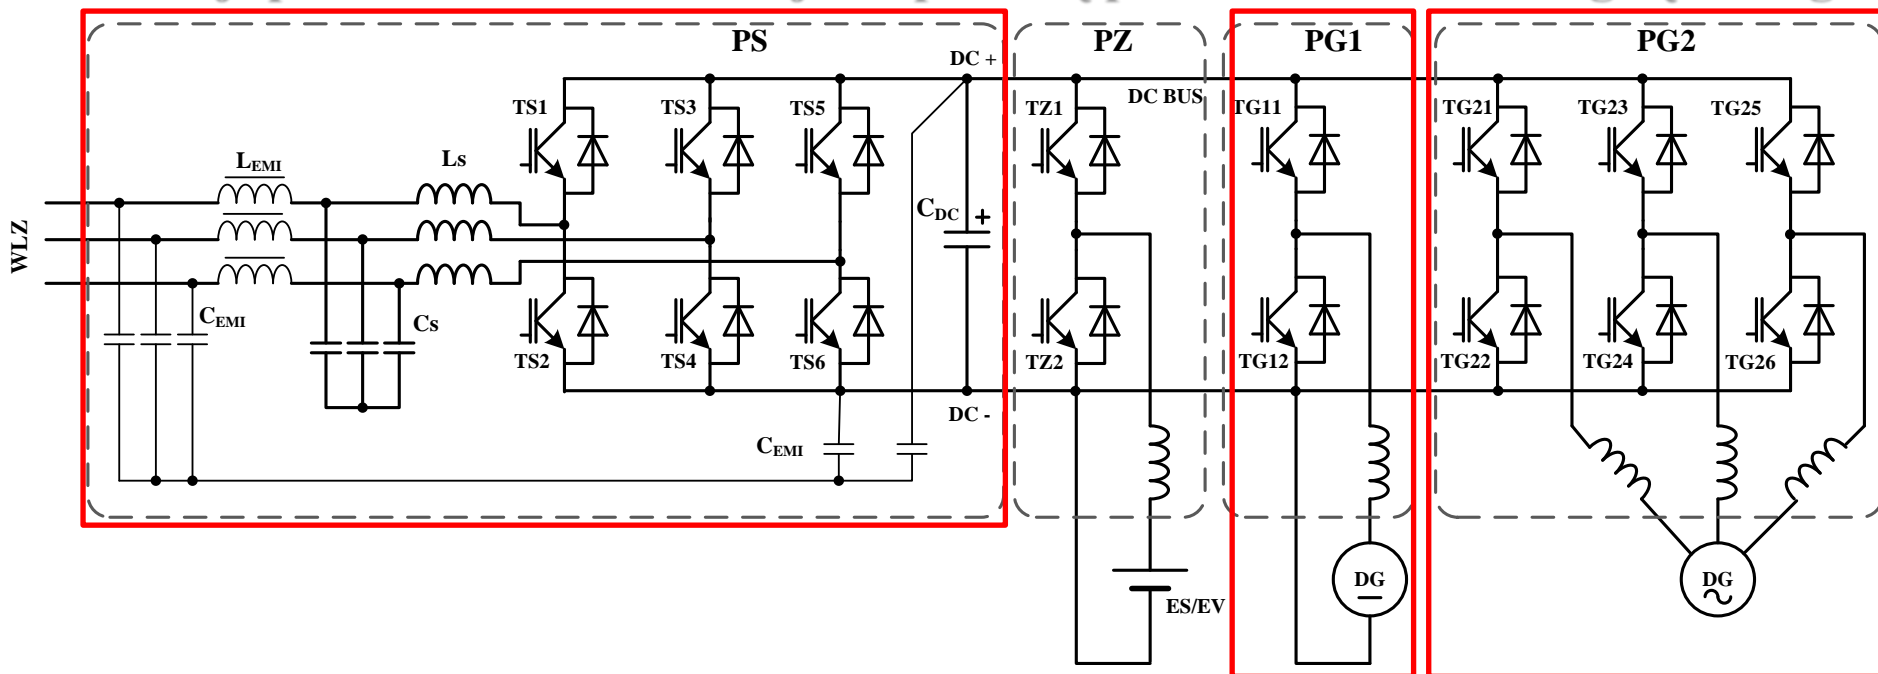 PS
PZ
PG1
PG2
DC +
DC BUS
TS1
TS3
TS5
TZ1
TG11
TG21
TG23
TG25
LEMI
Ls
CDC
+
WLZ
CEMI
Cs
TS2
TS4
TS6
TZ2
TG12
TG22
TG24
TG26
DC -
CEMI
DG
DG
ES/EV